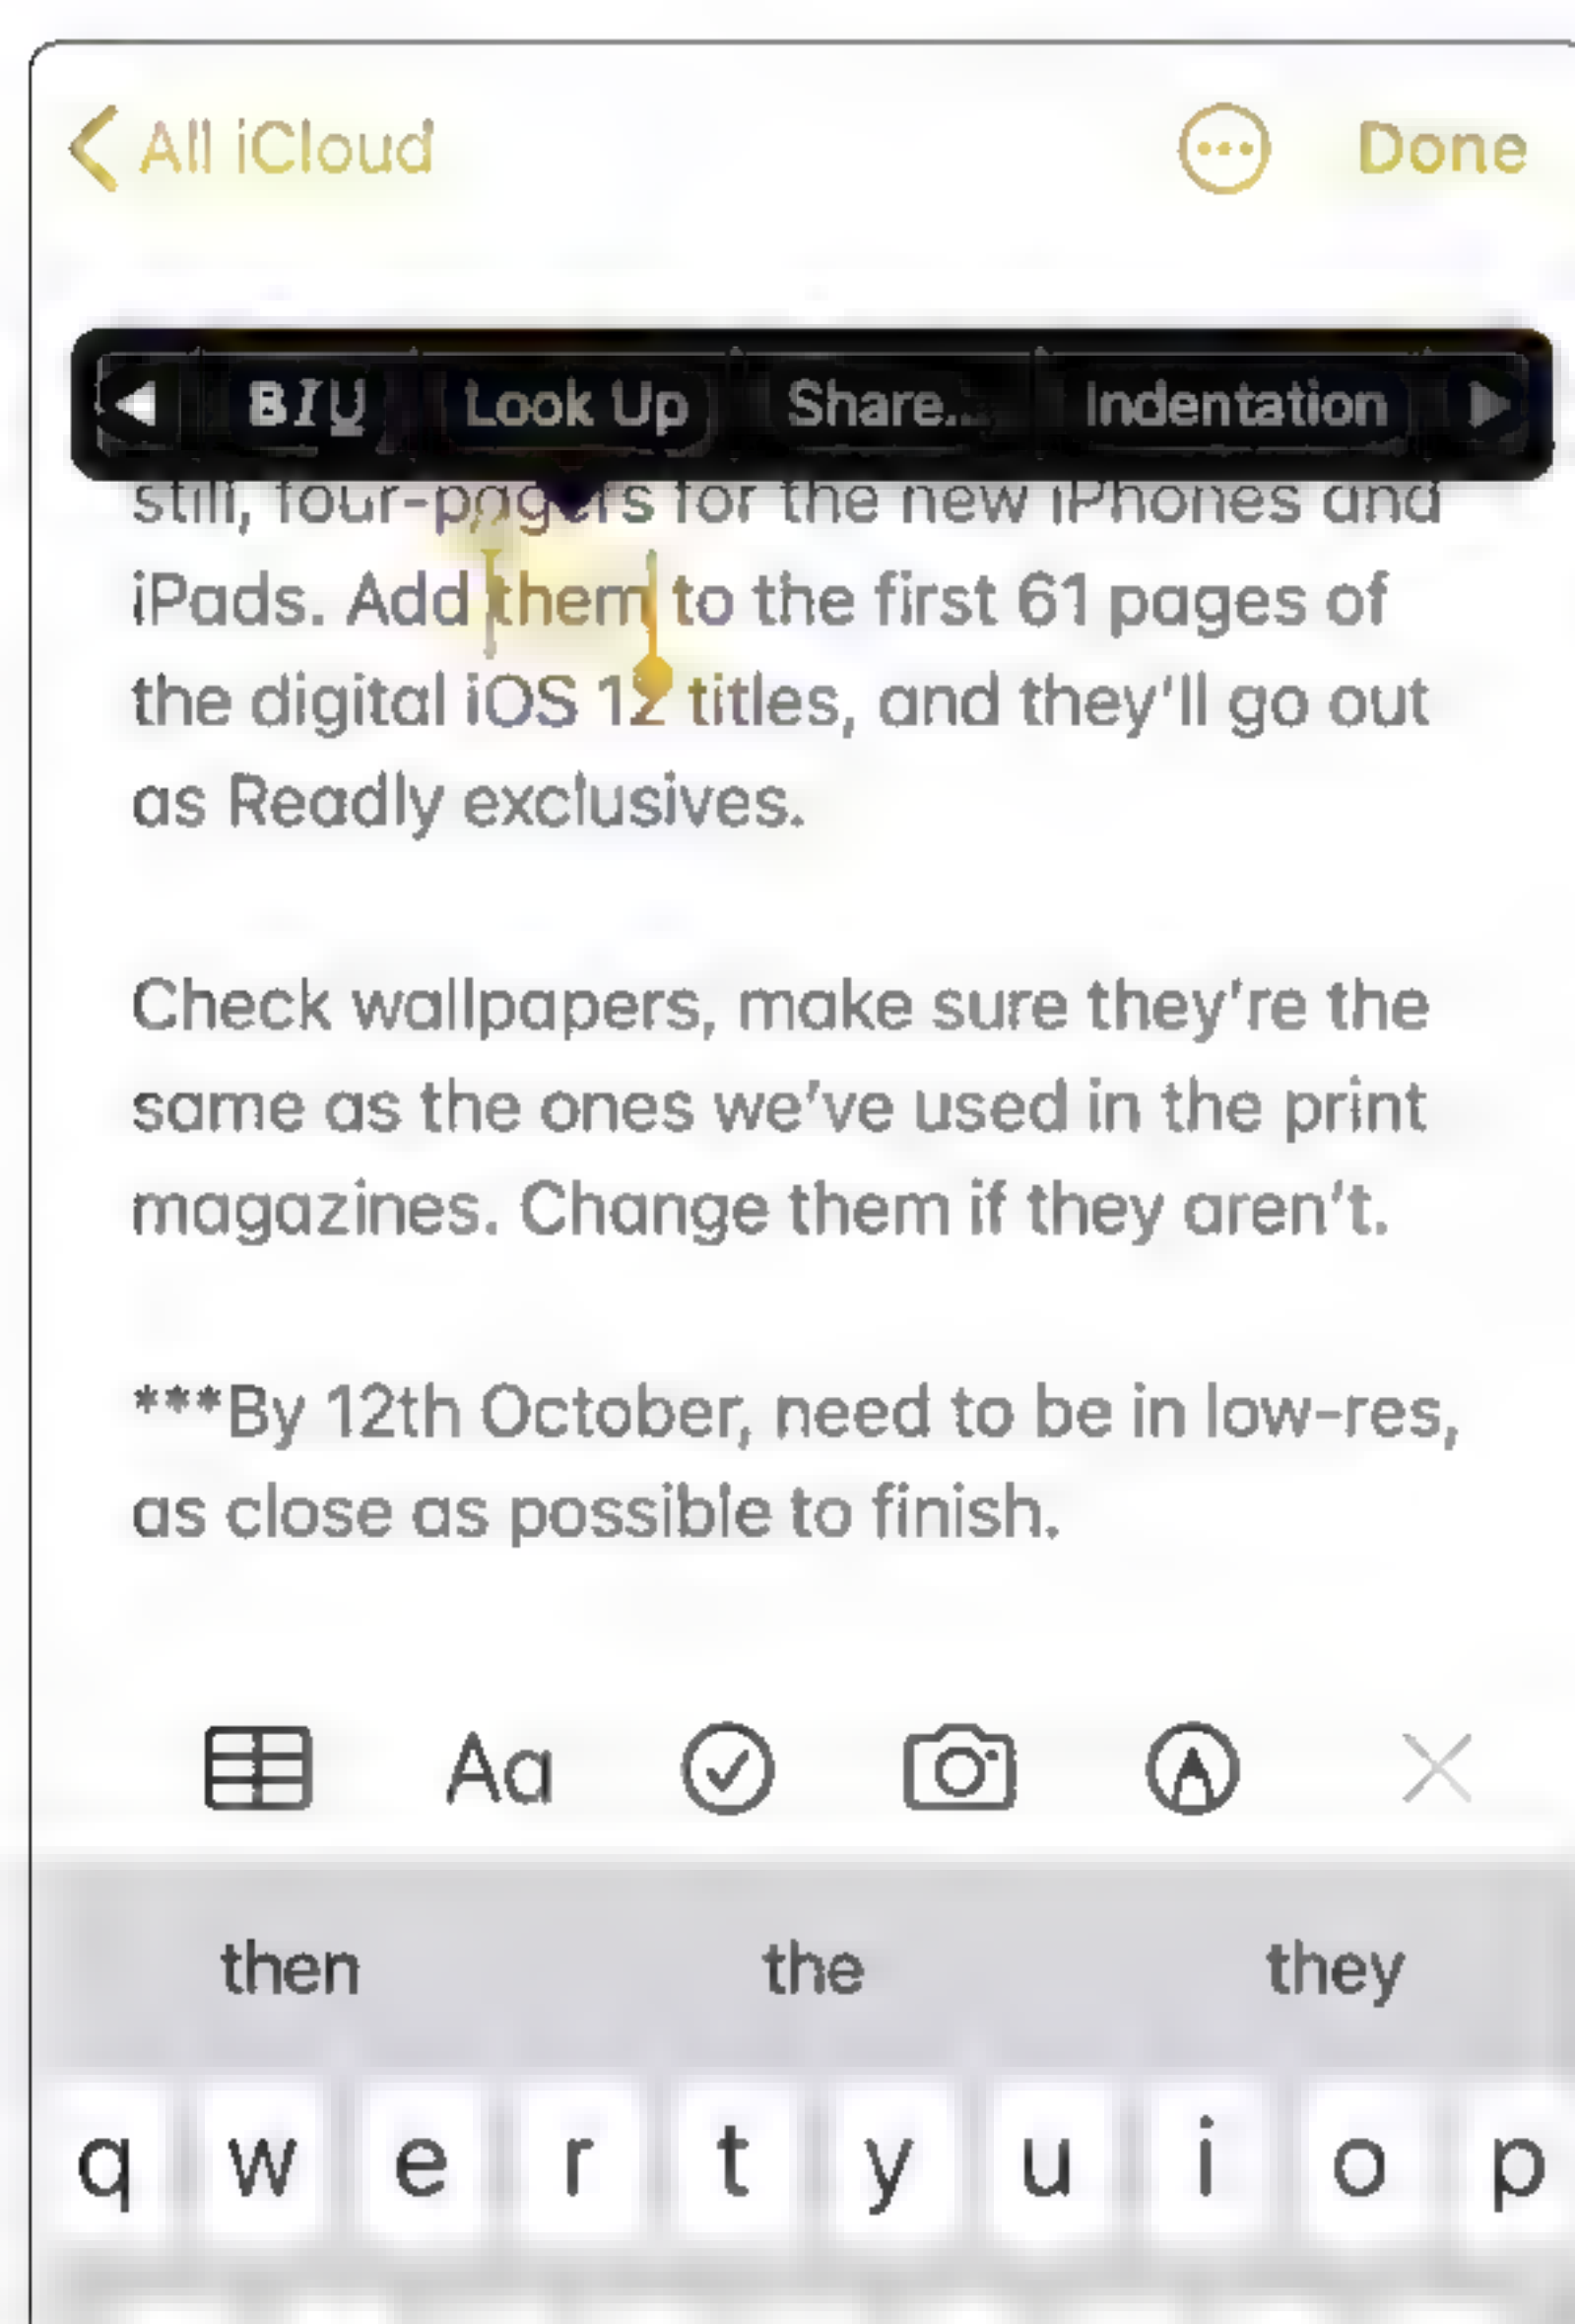 All iCloud
Done
BIU Look Up Share... Indentation
still, four-pagers for the new iPhones and
iPads. Add them to the first 61 pages of
the digital iOS 12 titles, and they'll go out
as Readly exclusives.
Check wallpapers, make sure they're the
same as the ones we've used in the print
magazines. Change them if they aren't.
***By 12th October, need to be in low-res,
as close as possible to finish.
Aa
then the they
q w e r t y u i o p